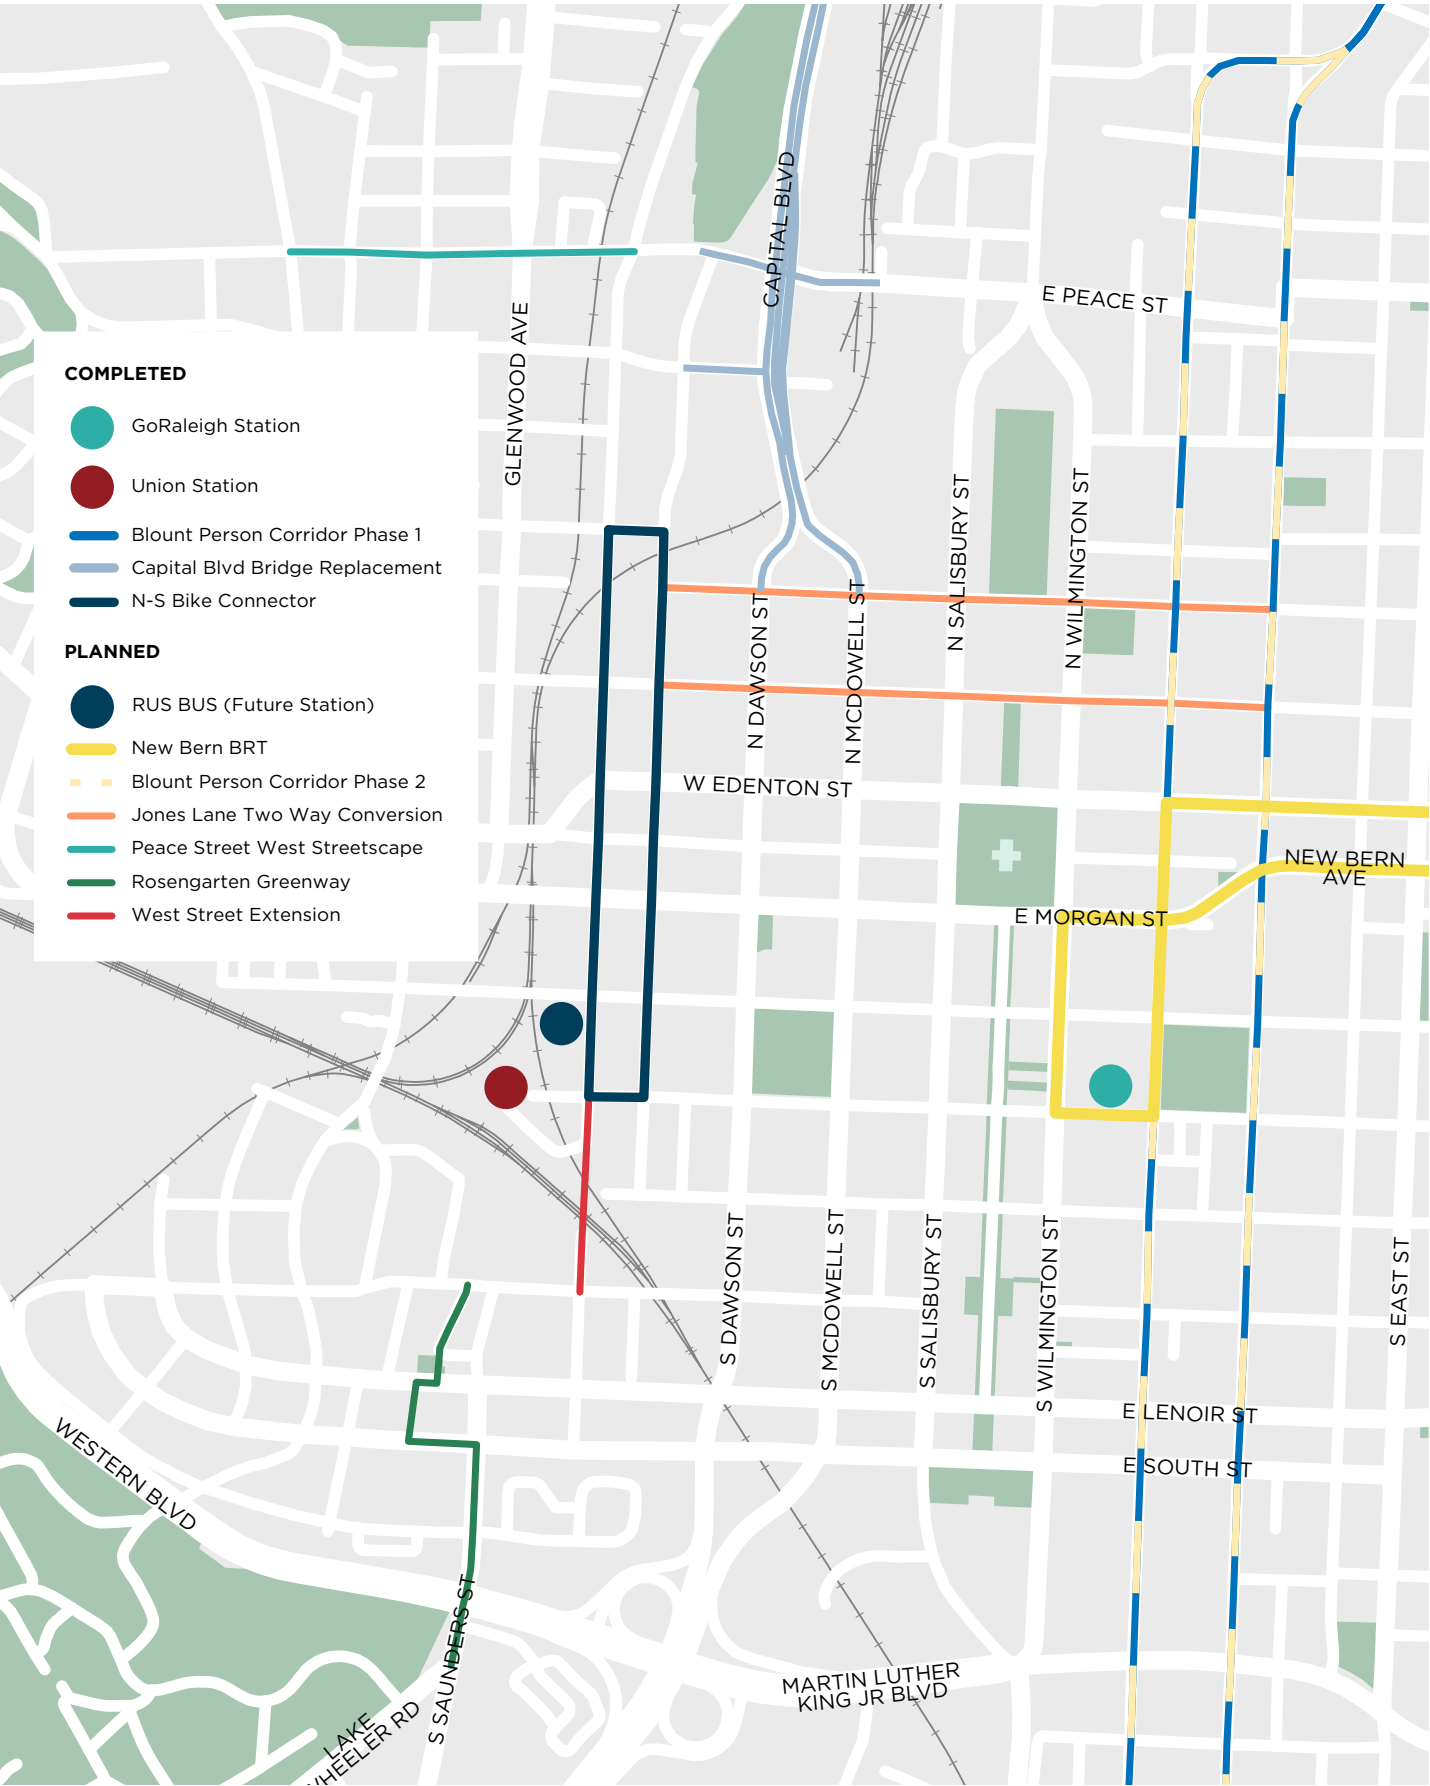 CAPITAL BLVD
E PEACE ST
GLENWOOD AVE
COMPLETED
GoRaleigh Station
Union Station
Blount Person Corridor Phase 1
Capital Blvd Bridge Replacement
N-S Bike Connector
PLANNED
RUS BUS (Future Station)
New Bern BRT
Blount Person Corridor Phase 2
Jones Lane Two Way Conversion
Peace Street West Streetscape
Rosengarten Greenway
West Street Extension
N SALISBURY ST
N WILMINGTON ST
N DAWSON ST
N MCDOWELL ST
W EDENTON ST
NEW BERN
AVE
E MORGAN ST
S DAWSON ST
S MCDOWELL ST
S SALISBURY ST
S WILMINGTON ST
S EAST ST
E LENOIR ST
E SOUTH ST
WESTERN BLVD
S SAUNDERS ST
MARTIN LUTHER
KING JR BLVD
LAKE
WHEELER RD